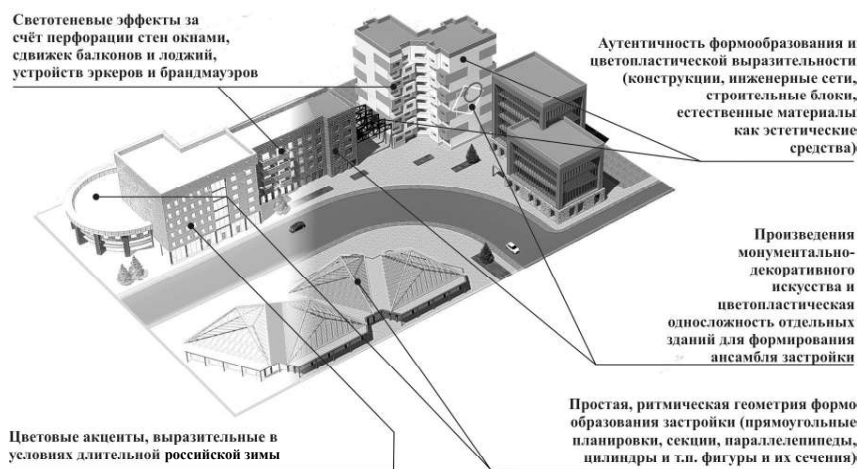 Светотеневые эффекты за
счёт перфорации стен окнами,
сдвижек балконов и лоджий,
устройств эркеров и брандмауэров
Аутентичность формообразования и
цветопластической выразительности
(конструкции, инженерные сети,
строительные блоки,
естественные материалы
как эстетические
средства)
Произведения
монументально-
декоративного
искусства и
цветопластическая
односложность отдельных
зданий для формирования
ансамбля застройки
Простая, ритмическая геометрия формо
образования застройки (прямоугольные
планировки, секции, параллелепипеды,
цилиндры и т.п. фигуры и их сечения)
Цветовые акценты, выразительные в
условиях длительной российской зимы